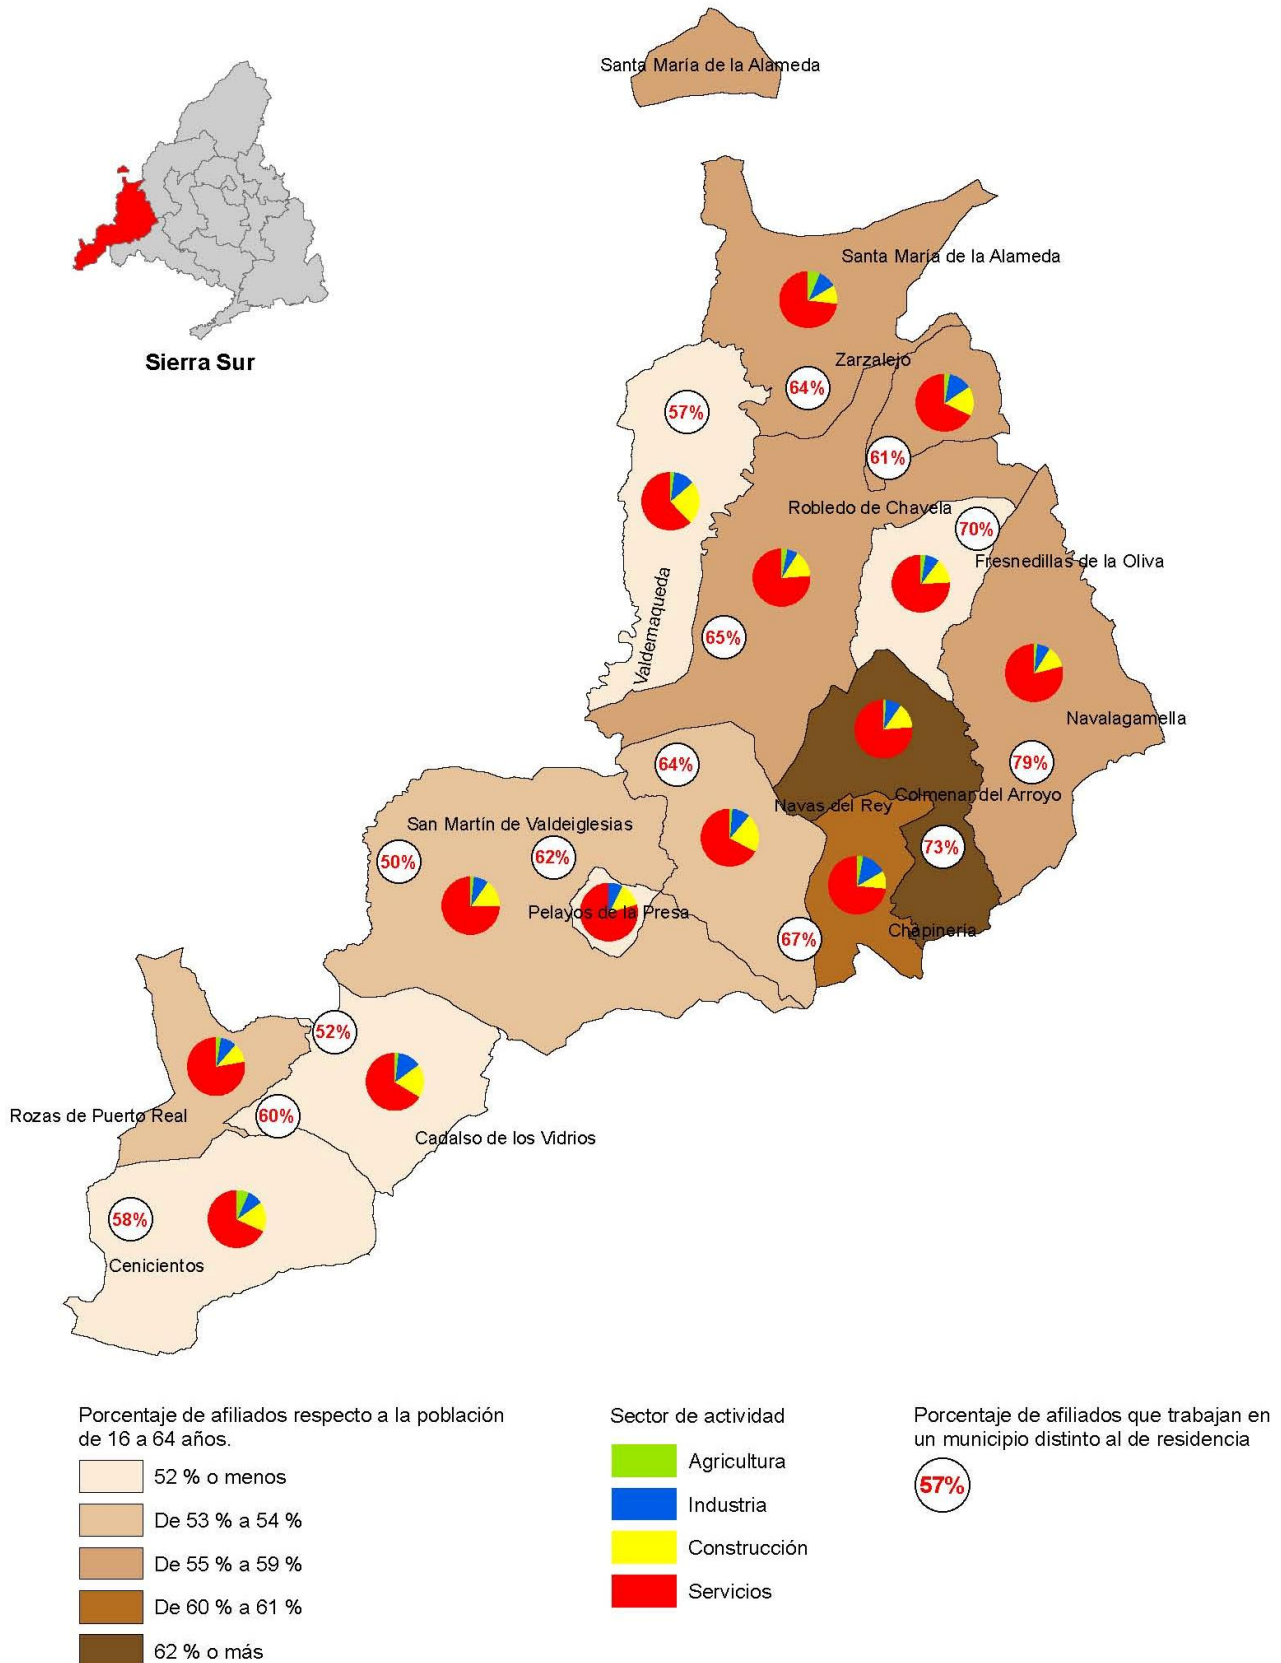 Santa María de la Alameda
Sierra Sur
Santa María de la Alameda
Zarzalejo
64%
57%
61%
Robledo de Chavela
70%
Fresnedillas de la Oliva
Valdemaqueda
65%
Navalagamella
79%
64%
Colmenar del Arroyo
Navas del Rey
San Martín de Valdeiglesias
50%
62%
73%
Pelayos de la Presa
Chapinería
67%
52%
Rozas de Puerto Real
60%
Cadalso de los Vidrios
58%
Cenicientos
Porcentaje de afiliados respecto a la población
de 16 a 64 años.
52 % o menos
De 53 % a 54 %
De 55 % a 59 %
De 60 % a 61 %
62 % o más
Sector de actividad
Agricultura
Industria
Construcción
Servicios
Porcentaje de afiliados que trabajan en
un municipio distinto al de residencia
57%